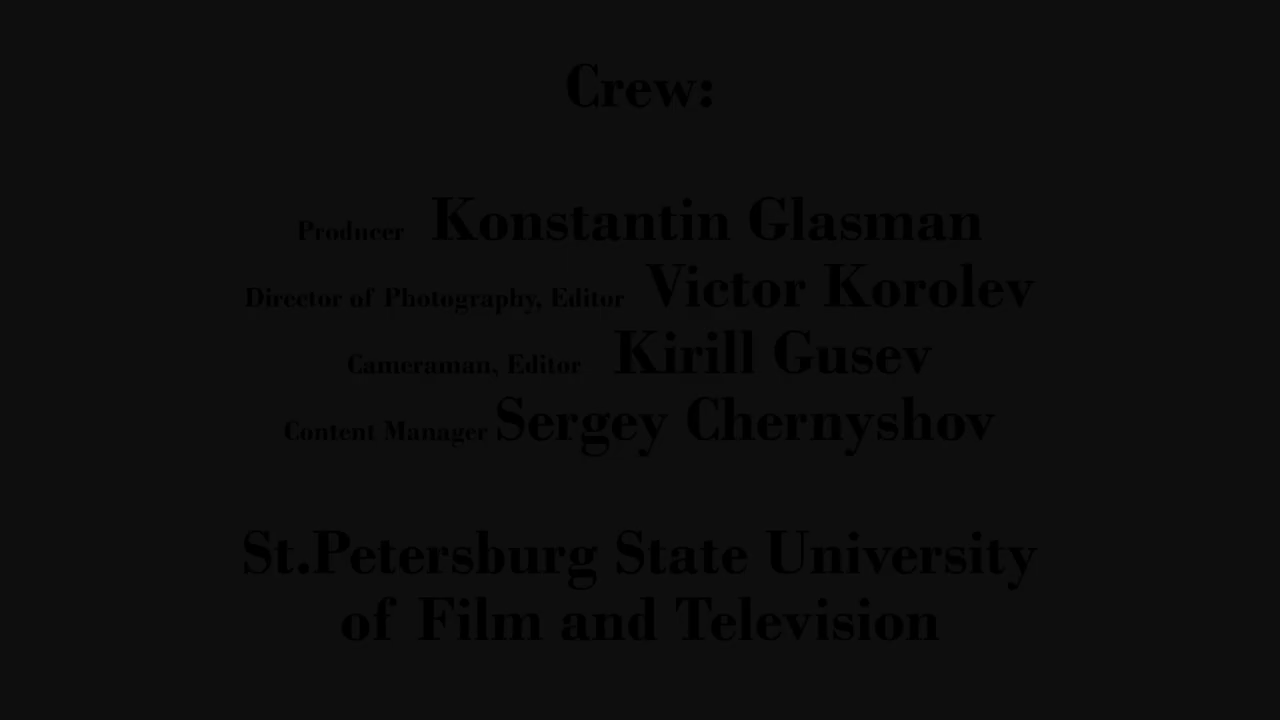 Crew:
Producer Konstantin Glasman
Director of Photography, Editor Victor Korolev
Cameraman, Editor Kirill Gusev
Content Manager Sergey Chernyshov
St.Petersburg State University
of Film and Television